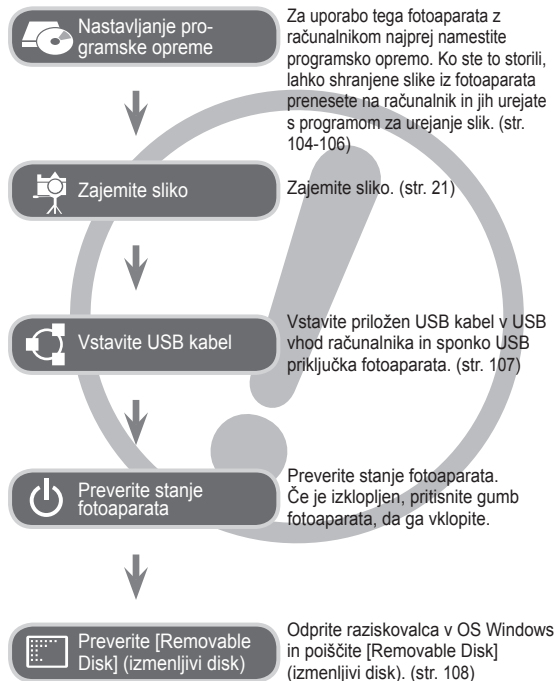 Nastavljanje pro-
gramske opreme
Za uporabo tega fotoaparata z
računalnikom najprej namestite
programsko opremo. Ko ste to storili,
lahko shranjene slike iz fotoaparata
prenesete na računalnik in jih urejate
s programom za urejanje slik. (str.
104-106)
Zajemite sliko
Zajemite sliko. (str. 21)
Vstavite USB kabel
Vstavite priložen USB kabel v USB
vhod računalnika in sponko USB
priključka fotoaparata. (str. 107)
Preverite stanje
fotoaparata
Preverite stanje fotoaparata.
Če je izklopljen, pritisnite gumb
fotoaparata, da ga vklopite.
Preverite [Removable
Disk] (izmenljivi disk)
Odprite raziskovalca v OS Windows
in poiščite [Removable Disk]
(izmenljivi disk). (str. 108)